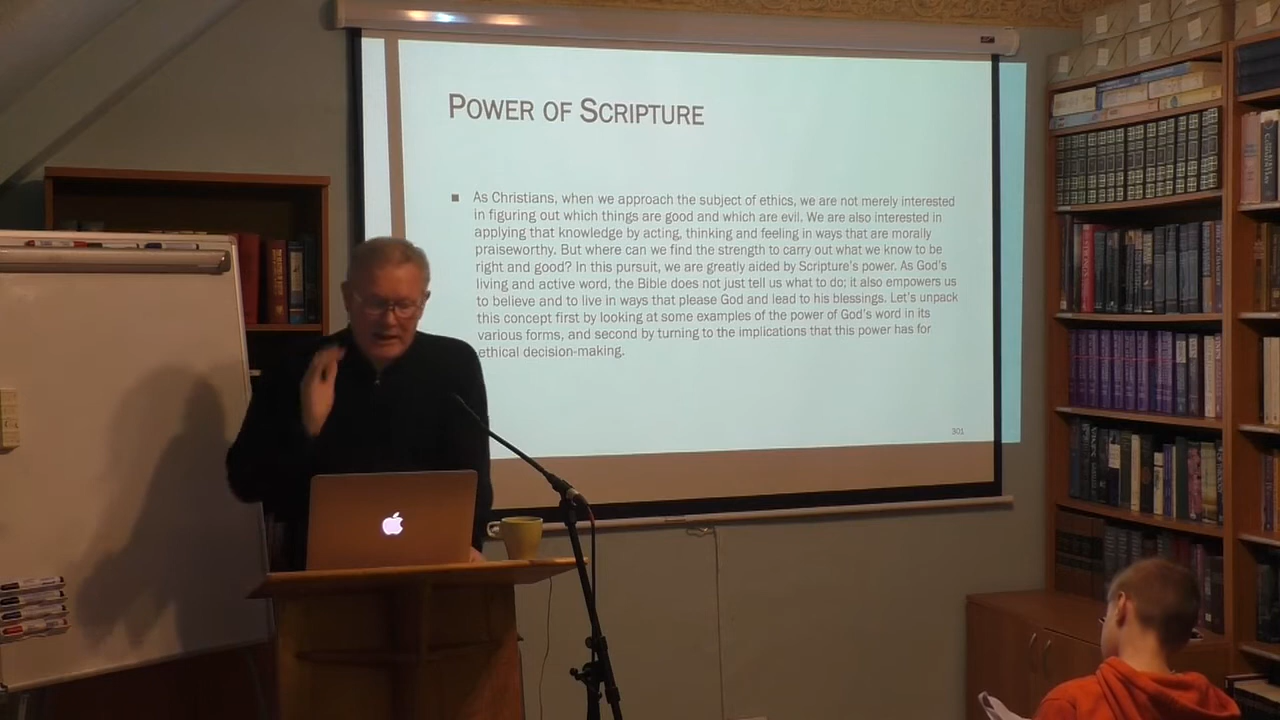 POWER OF SCRIPTURE
As Christians, when we approach the subject of ethics, we are not merely interested
in figuring out which things are good and which are evil. We are also interested in
applying that knowledge by acting, thinking and feeling in ways that are morally
praiseworthy. But where can we find the strength to carry out what we know to be
right and good? In this pursuit, we are greatly aided by Scripture's power. As God's
living and active word, the Bible does not just tell us what to do; it also empowers us
to believe and to live in ways that please God and lead to his blessings. Let's unpack
this concept first by looking at some examples of the power of God's word in its
various forms, and second by turning to the implications that this power has for
ethical decision-making.
301